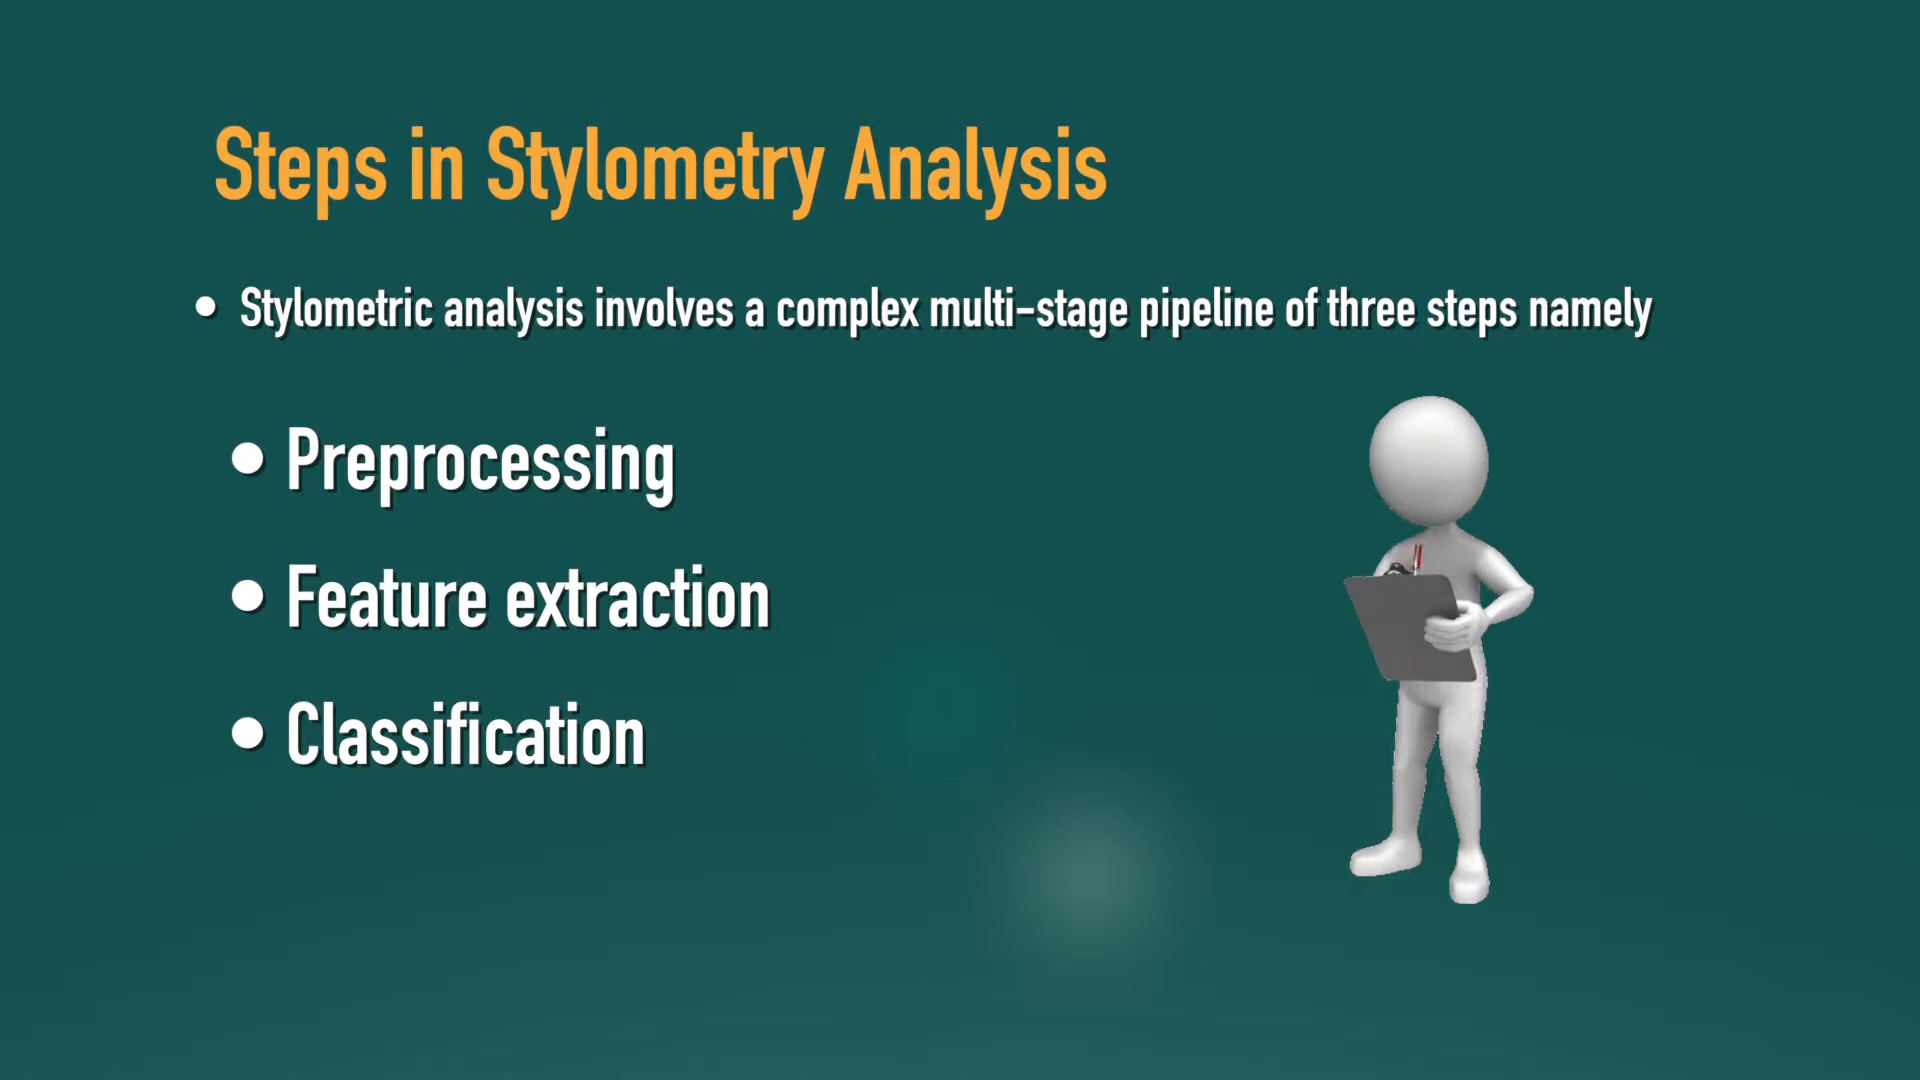 Steps in Stylometry Analysis
• Stylometric analysis involves a complex multi-stage pipeline of three steps namely
• Preprocessing
• Feature extraction
• Classification